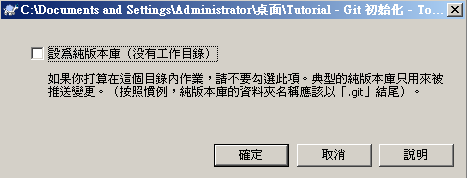 C:\Documents and Settings\Administrator\桌面\Tutorial - Git 初始化 - To...
設為純版本庫（沒有工作目錄）
如果你打算在這個目錄內作業，請不要勾選此項。典型的純版本庫只用來被
推送變更。（按照慣例，純版本庫的資料夾名稱應該以「.git」結尾）。
確定
取消
說明